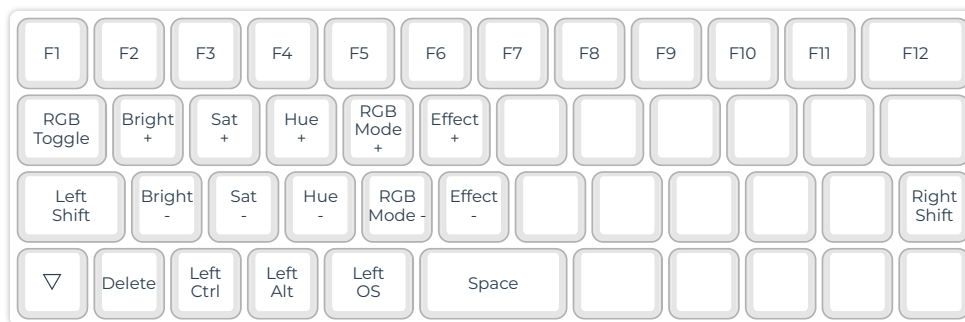 F1 F2 F3 F4 F5 F6 F7 F8 F9 F10 F11 F12
RGB
Toggle
Bright
+
Sat
+
Hue
+
RGB
Mode
+
Effect
+
Left
Shift
Bright
-
Sat
-
Hue
-
RGB
Mode -
Effect
-
Right
Shift
▽
Delete
Left
Ctrl
Left
Alt
Left
OS
Space